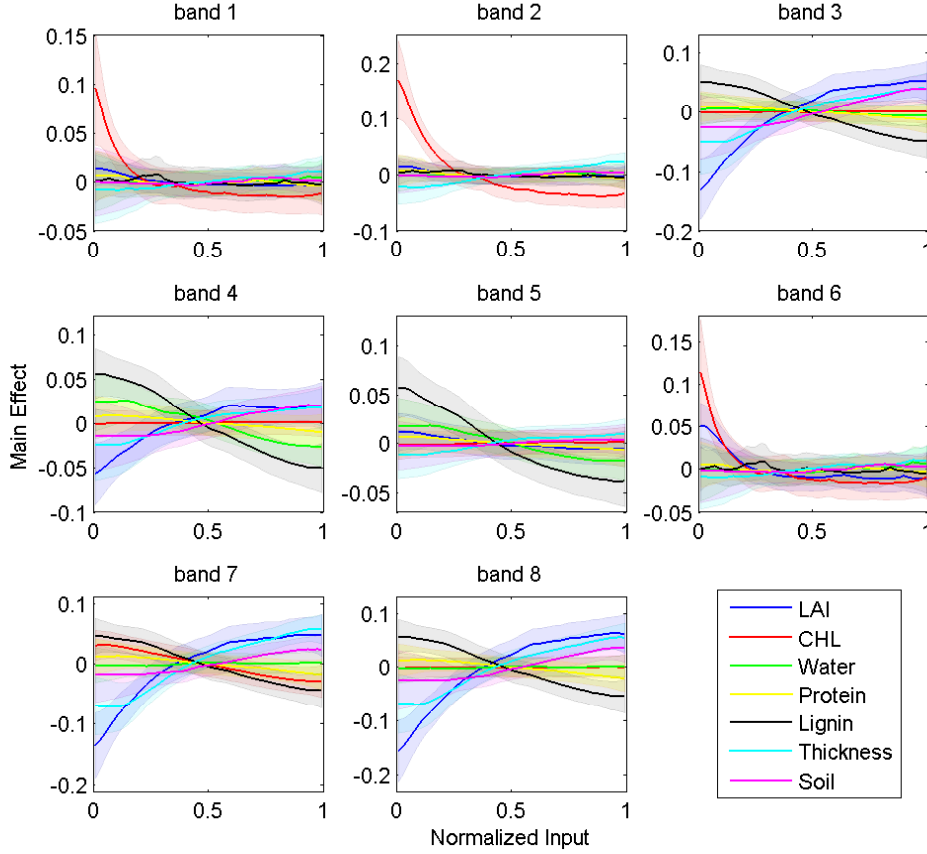 band 1 band 2 band 3
0.15 0.2 0.1
0.1 0.1 0
0.05 0 -0.1
0 -0.1 -0.2
-0.05
0 0.5 1 0 0.5 1 0 0.5 1
band 4 band 5 band 6
0.1 0.1 0.15
0.05 0.05 0.1
0 0 0.05
-0.05 -0.05 0
-0.1 -0.05
0 0.5 1 0 0.5 1 0 0.5 1
Main Effect
band 7 band 8
0.1 0.1
0 0
-0.1 -0.1
-0.2 -0.2
0 0.5 1 0 0.5 1
Normalized Input
LAI
CHL
Water
Protein
Lignin
Thickness
Soil